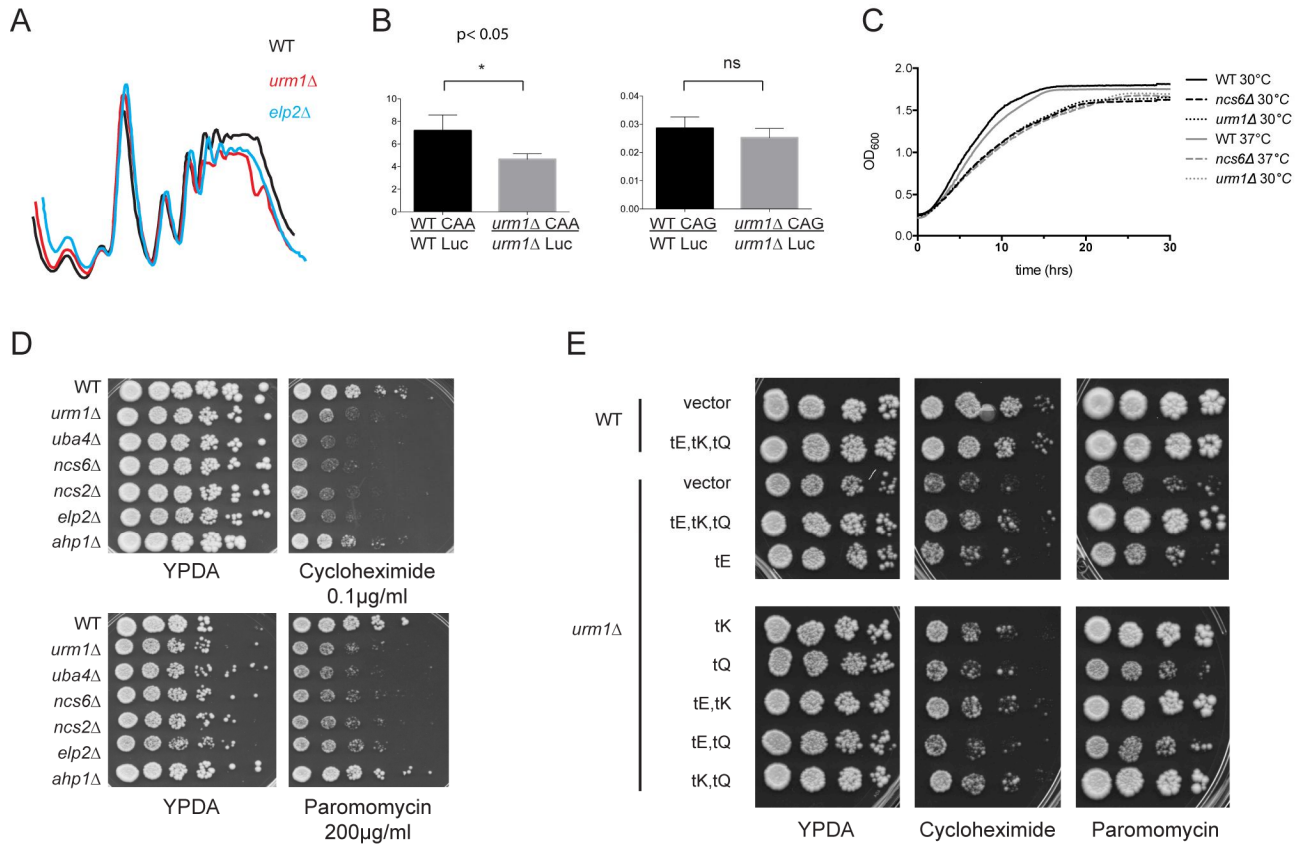 A
WT
urm1Δ
elp2Δ
B
p< 0.05
*
10
8
6
4
2
0
WT CAA
WT Luc
urm1Δ CAA
urm1Δ Luc
ns
0.04
0.03
0.02
0.01
0.00
WT CAG
WT Luc
urm1Δ CAG
urm1Δ Luc
C
2.0
1.5
1.0
0.5
0.0
OD600
0
10
20
30
time (hrs)
WT 30°C
ncs6Δ 30°C
urm1Δ 30°C
WT 37°C
ncs6Δ 37°C
urm1Δ 30°C
D
WT
urm1Δ
uba4Δ
ncs6Δ
ncs2Δ
elp2Δ
ahp1Δ
YPDA
Cycloheximide
0.1µg/ml
WT
urm1Δ
uba4Δ
ncs6Δ
ncs2Δ
elp2Δ
ahp1Δ
YPDA
Paromomycin
200µg/ml
E
WT
vector
tE,tK,tQ
urm1Δ
vector
tE,tK,tQ
tE
tK
tQ
tE,tK
tE,tQ
tK,tQ
YPDA
Cycloheximide
Paromomycin